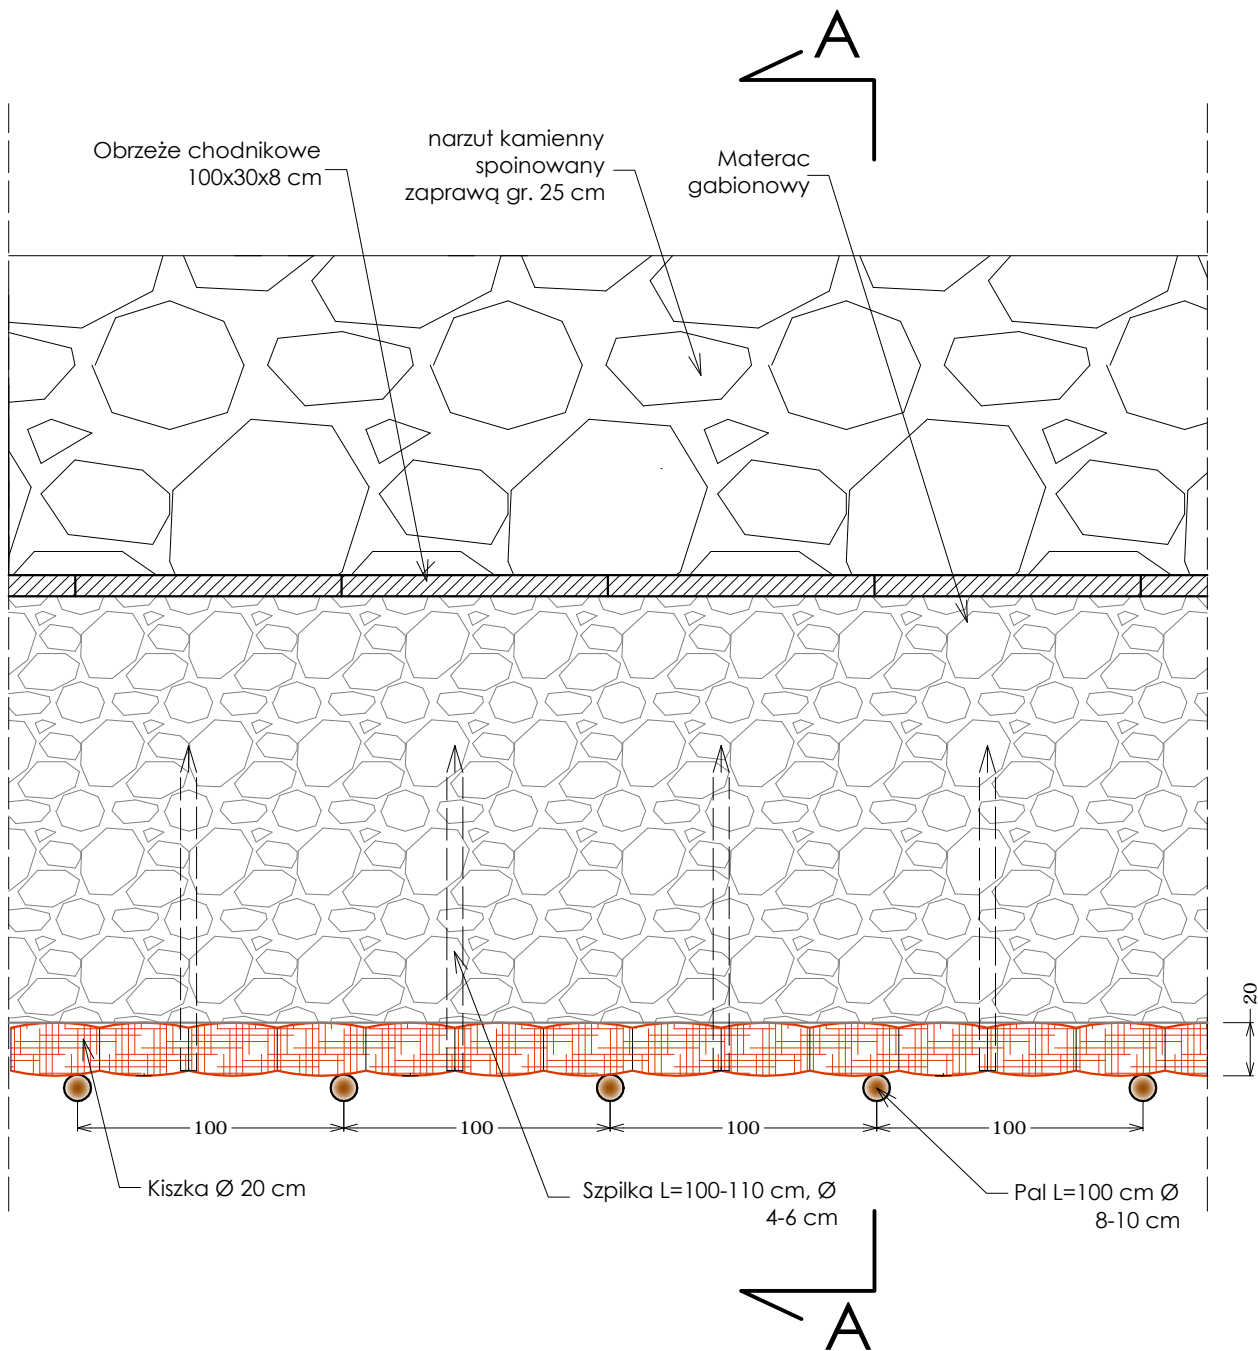 A
Obrzeże chodnikowe
100x30x8 cm
narzut kamienny
spoinowany
zaprawą gr. 25 cm
Materac
gabionowy
20
100
100
100
100
Kiszka Ø 20 cm
Szpilka L=100-110 cm, Ø
4-6 cm
Pal L=100 cm Ø
8-10 cm
A